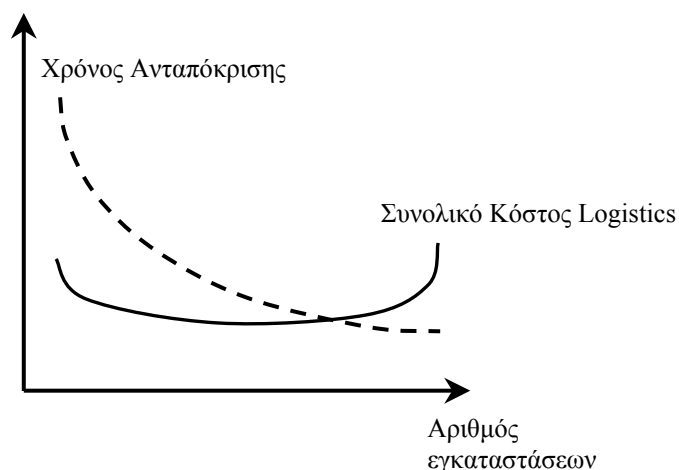 Χρόνος Ανταπόκρισης
Συνολικό Κόστος Logistics
Αριθμός
εγκαταστάσεων